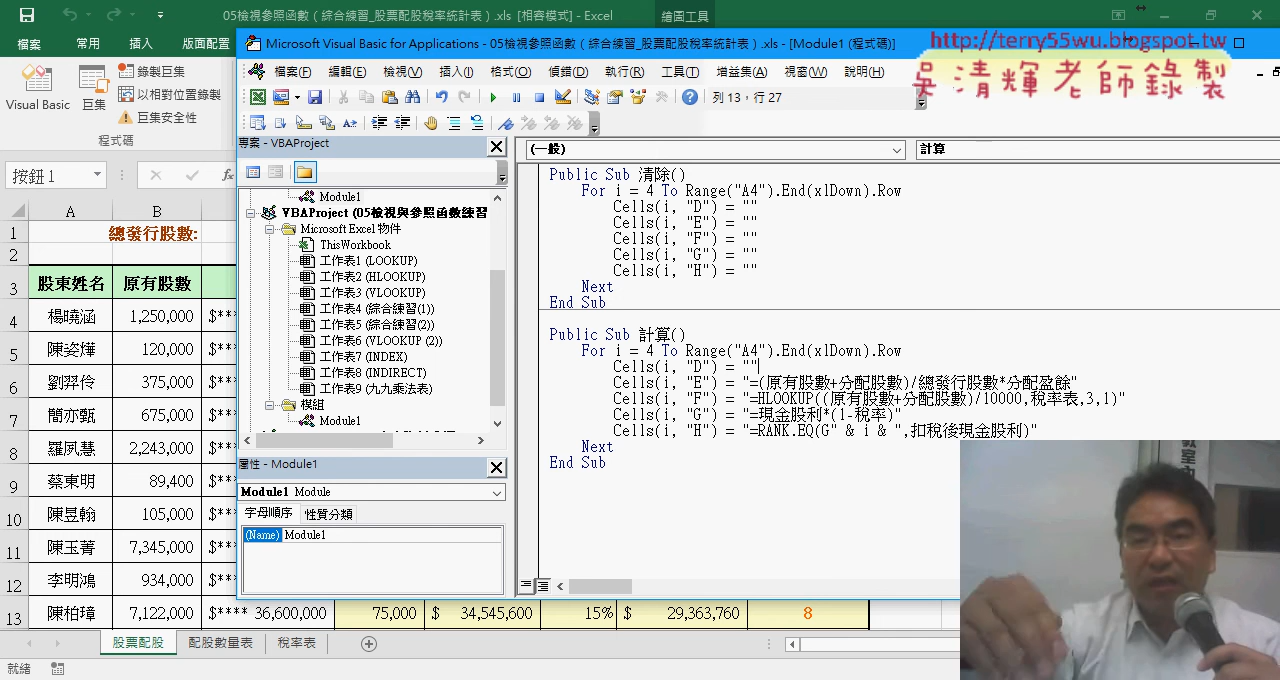 05檢視參照函數（綜合練習_股票配股稅率統計表）.xls [相容模式] - Excel
繪圖工具
檔案 常用 插入 版面配置
Visual Basic
巨集
錄製巨集
以相對位置錄
巨集安全性
程式碼
按鈕 1
Microsoft Visual Basic for Applications - 05檢視參照函數（綜合練習_股票配股稅率統計表）.xls - [Module1 (程式碼)]
http://terry55wu.blogspot.tw
吳清輝老師錄製
檔案(F) 編輯(E) 檢視(V) 插入(I) 格式(O) 偵錯(D) 執行(R) 工具(T) 增益集(A) 視窗(W) 說明(H)
列 13，行 27
專案 - VBAProject
Module1
VBAProject (05檢視與參照函數練習
Microsoft Excel 物件
ThisWorkbook
工作表1 (LOOKUP)
工作表2 (HLOOKUP)
工作表3 (VLOOKUP)
工作表4 (綜合練習(1))
工作表5 (綜合練習(2))
工作表6 (VLOOKUP (2))
工作表7 (INDEX)
工作表8 (INDIRECT)
工作表9 (九九乘法表)
模組
Module1
屬性 - Module1
Module1 Module
字母順序 性質分類
(Name) Module1
(一般) 計算
Public Sub 清除()
For i = 4 To Range("A4").End(xlDown).Row
Cells(i, "D") = ""
Cells(i, "E") = ""
Cells(i, "F") = ""
Cells(i, "G") = ""
Cells(i, "H") = ""
Next
End Sub
Public Sub 計算()
For i = 4 To Range("A4").End(xlDown).Row
Cells(i, "D") = ""
Cells(i, "E") = "=(原有股數+分配股數)/總發行股數*分配盈餘"
Cells(i, "F") = "=HLOOKUP((原有股數+分配股數)/10000,稅率表,3,1)"
Cells(i, "G") = "=現金股利*(1-稅率)"
Cells(i, "H") = "=RANK.EQ(G" & i & ",扣稅後現金股利)"
Next
End Sub
A B
1 總發行股數:
2
3 股東姓名 原有股數
4 楊曉涵 1,250,000 $***
5 陳姿燁 120,000 $***
6 劉羿伶 375,000 $***
7 簡亦甄 675,000 $***
8 羅夙慧 2,243,000 $***
9 蔡東明 89,400 $***
10 陳昱翰 105,000 $***
11 陳玉菁 7,345,000 $***
12 李明鴻 934,000 $***
13 陳柏璋 7,122,000 $**** 36,600,000 75,000 $ 34,545,600 15% $ 29,363,760 8
股票配股 配股數量表 稅率表
就緒